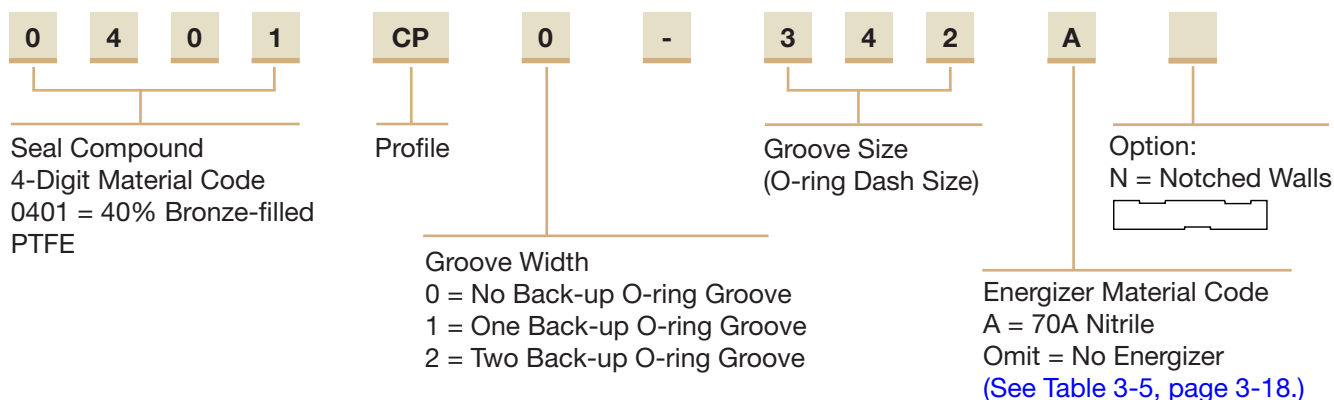 0 4 0 1 CP 0 - 3 4 2 A
Seal Compound
4-Digit Material Code
0401 = 40% Bronze-filled
PTFE
Profile
Groove Width
0 = No Back-up O-ring Groove
1 = One Back-up O-ring Groove
2 = Two Back-up O-ring Groove
Groove Size
(O-ring Dash Size)
Energizer Material Code
A = 70A Nitrile
Omit = No Energizer
(See Table 3-5, page 3-18.)
Option:
N = Notched Walls